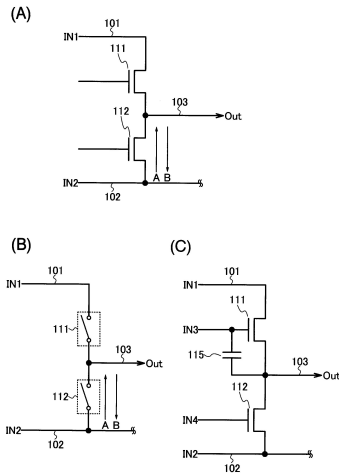 (A)
101
IN1
111
103
Out
112
A B
IN2
102
(B)
101
IN1
111
103
Out
112
A B
IN2
102
(C)
101
IN1
111
IN3
103
115
Out
112
IN4
IN2
102